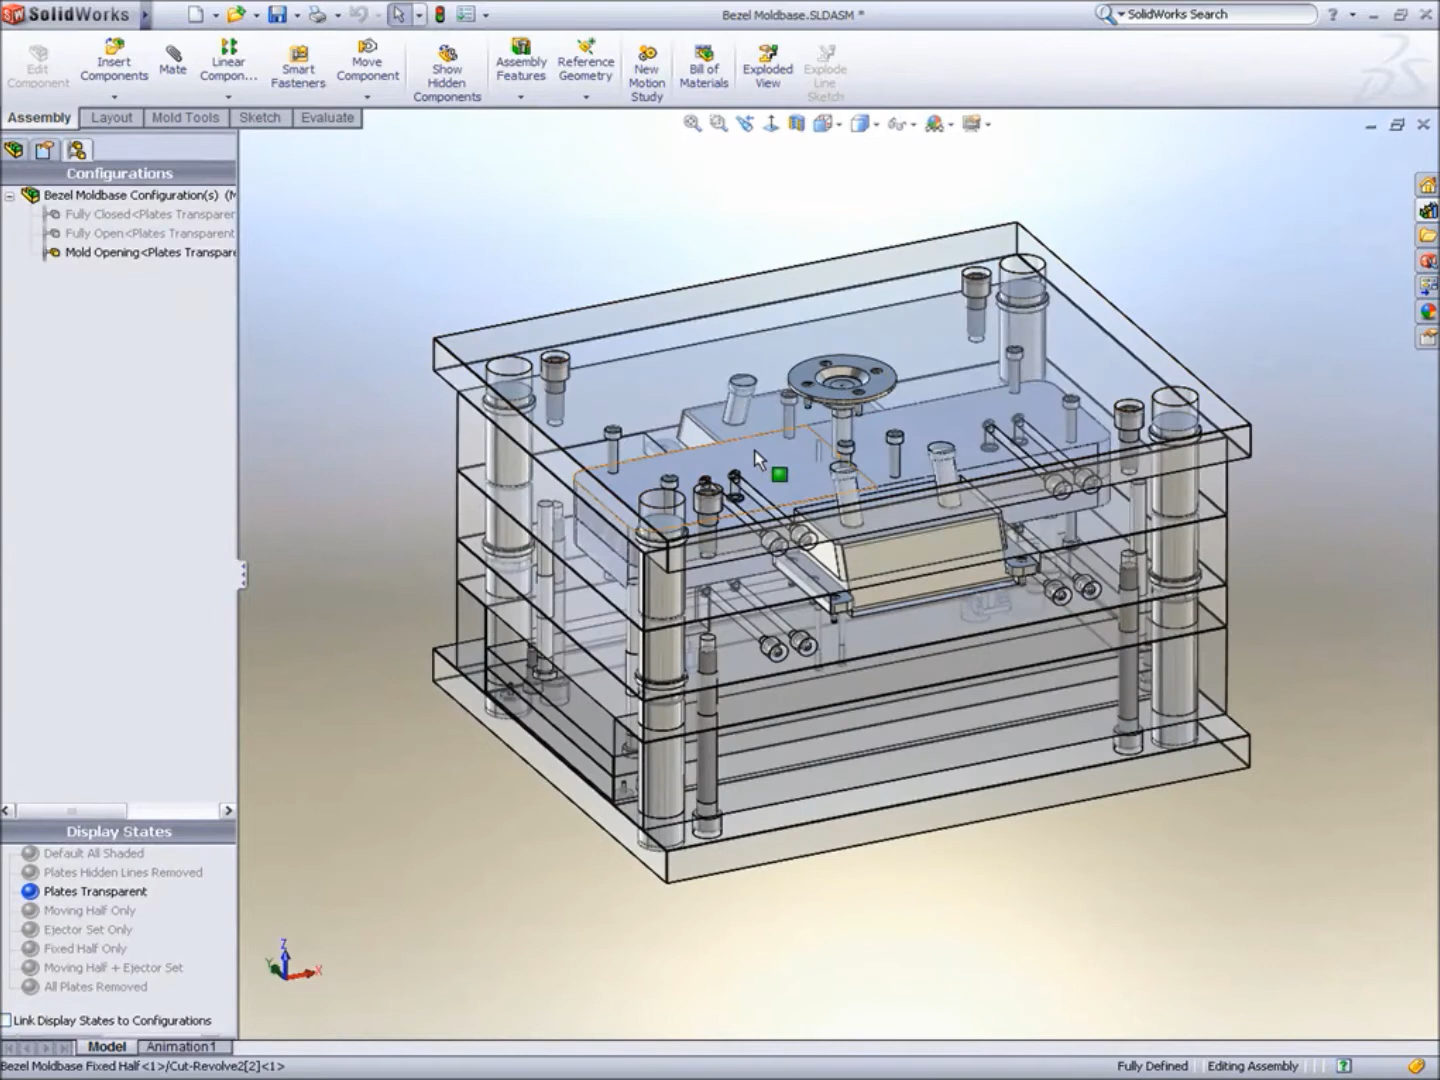 SolidWorks
Bezel Moldbase.SLDASM *
SolidWorks Search
?
Edit Component
Insert Components
Mate
Linear Compon...
Smart Fasteners
Move Component
Show Hidden Components
Assembly Features
Reference Geometry
New Motion Study
Bill of Materials
Exploded View
Explode Line Sketch
Assembly
Layout
Mold Tools
Sketch
Evaluate
Configurations
Bezel Moldbase Configuration(s) (M
Fully Closed<Plates Transparer
Fully Open<Plates Transparent
Mold Opening<Plates Transpare
Display States
Default All Shaded
Plates Hidden Lines Removed
Plates Transparent
Moving Half Only
Ejector Set Only
Fixed Half Only
Moving Half + Ejector Set
All Plates Removed
Link Display States to Configurations
Z
Y
X
Model
Animation1
Bezel Moldbase Fixed Half<1>/Cut-Revolve2[2]<1>
Fully Defined
Editing Assembly
?